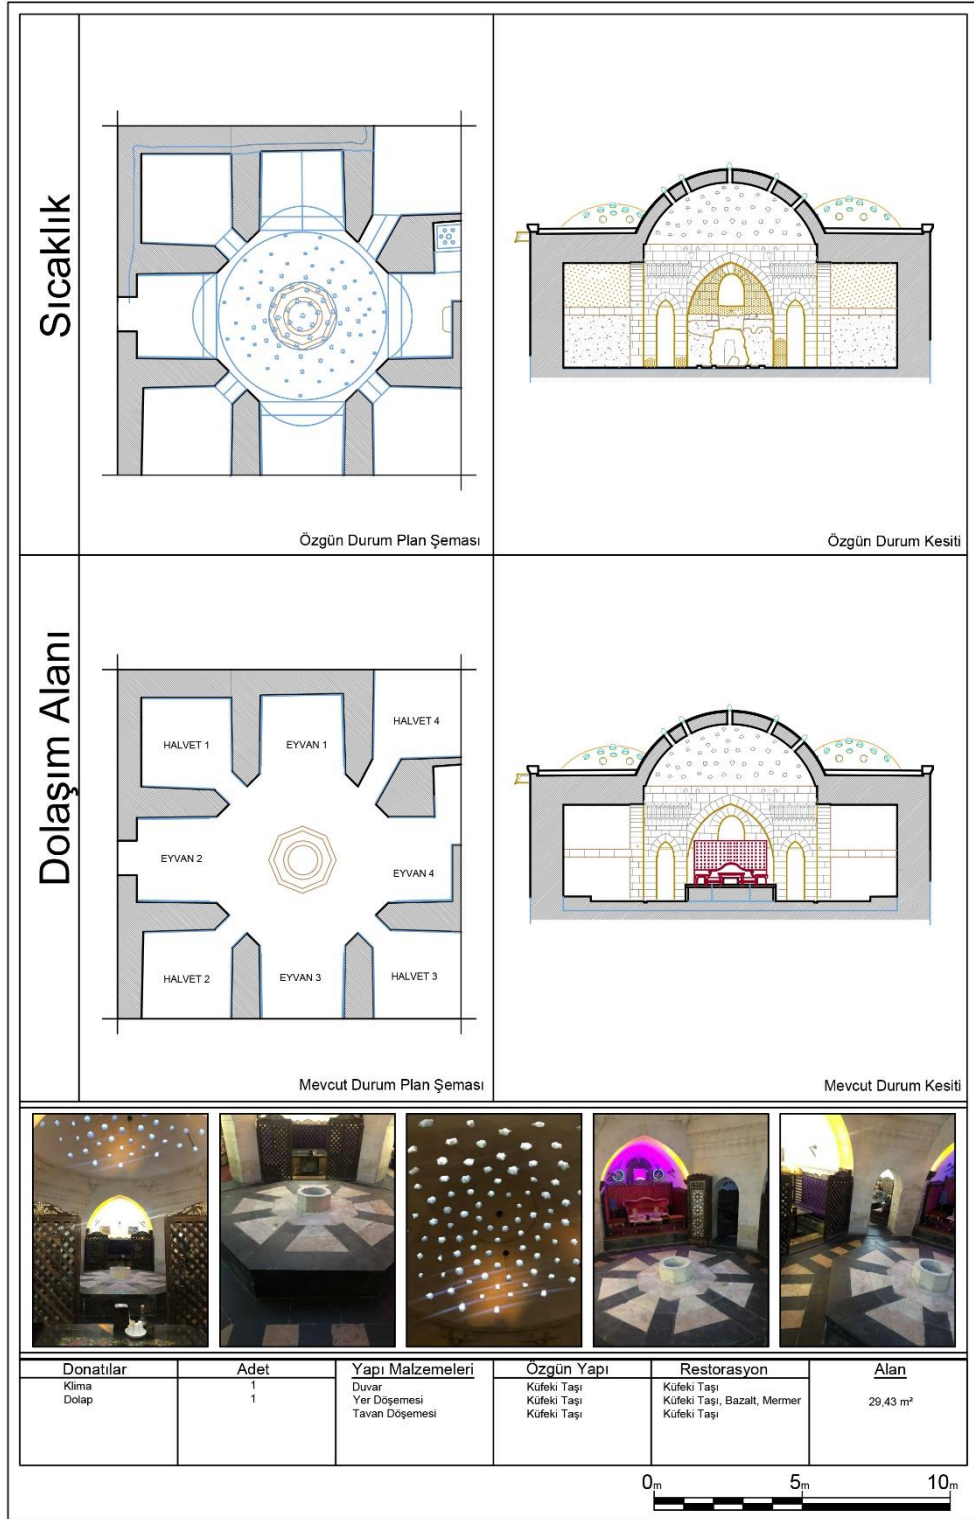 Sıcaklık
Özgün Durum Plan Şeması
Özgün Durum Kesiti
Dolaşım Alanı
HALVET 1
EYVAN 1
HALVET 4
EYVAN 2
EYVAN 4
HALVET 2
EYVAN 3
HALVET 3
Mevcut Durum Plan Şeması
Mevcut Durum Kesiti
Donatılar Adet Yapı Malzemeleri Özgün Yapı Restorasyon Alan
Klima 1 Duvar Küfeki Taşı Küfeki Taşı
Dolap 1 Yer Döşemesi Küfeki Taşı Küfeki Taşı, Bazalt, Mermer 29,43 m²
Tavan Döşemesi Küfeki Taşı Küfeki Taşı
0m 5m 10m